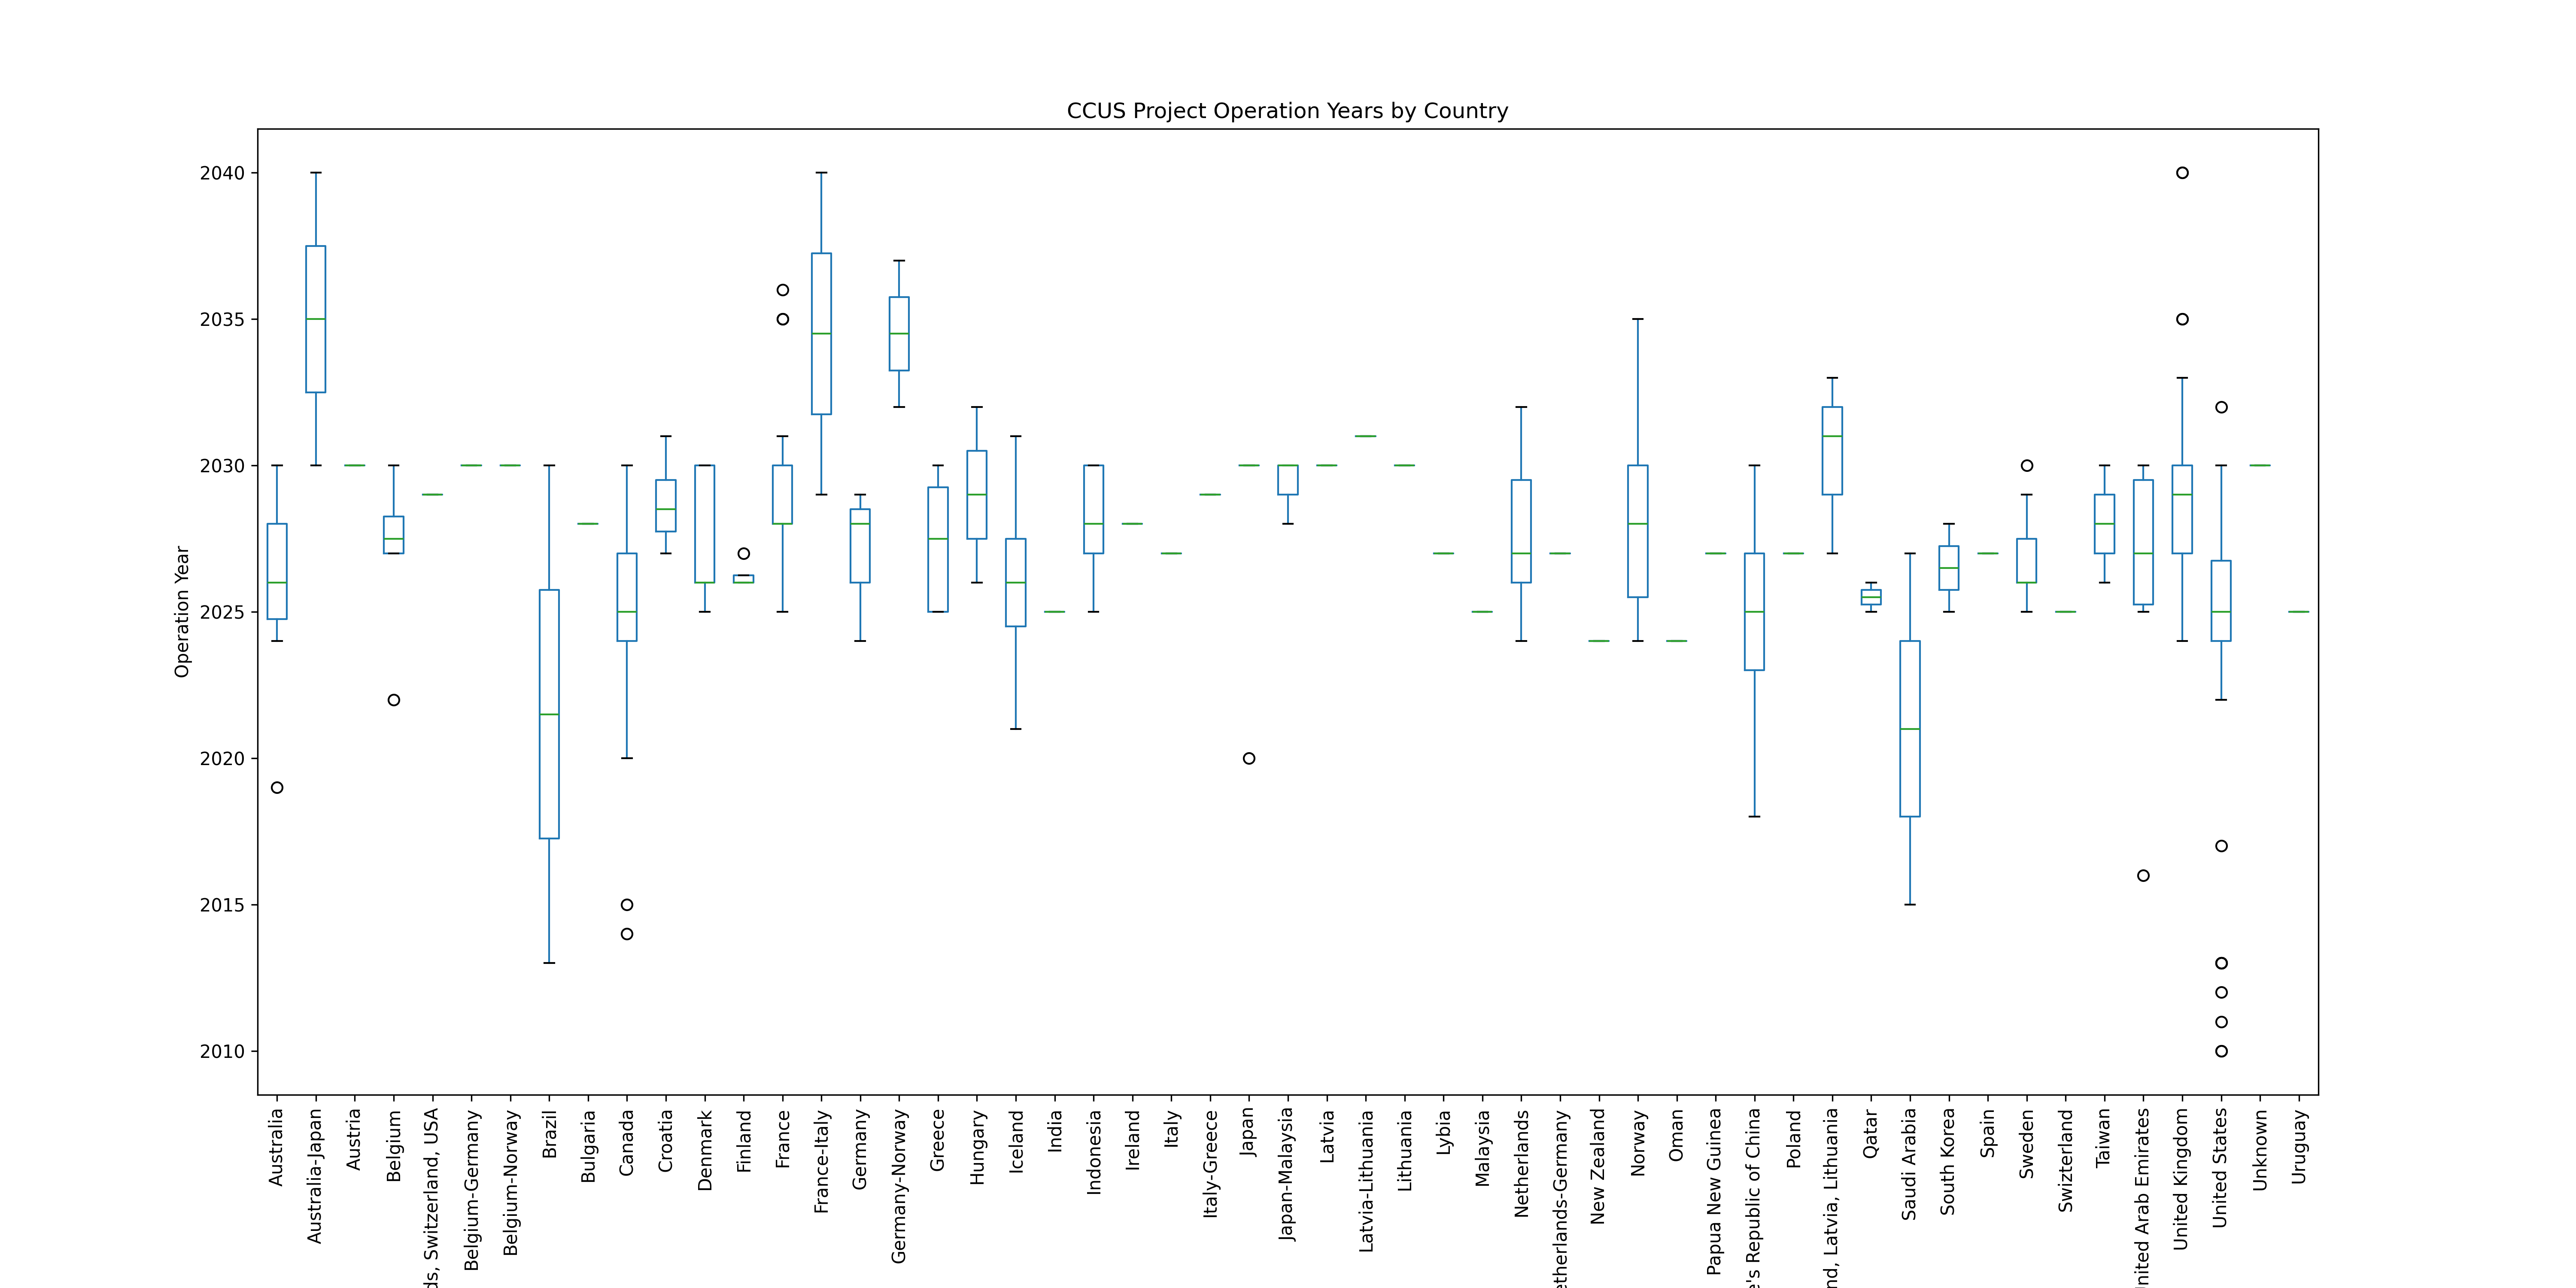 CCUS Project Operation Years by Country
Operation Year
2040
2035
2030
2025
2020
2015
2010
Australia
Australia-Japan
Austria
Belgium
ds, Switzerland, USA
Belgium-Germany
Belgium-Norway
Brazil
Bulgaria
Canada
Croatia
Denmark
Finland
France
France-Italy
Germany
Germany-Norway
Greece
Hungary
Iceland
India
Indonesia
Ireland
Italy
Italy-Greece
Japan
Japan-Malaysia
Latvia
Latvia-Lithuania
Lithuania
Lybia
Malaysia
Netherlands
etherlands-Germany
New Zealand
Norway
Oman
Papua New Guinea
e's Republic of China
Poland
nd, Latvia, Lithuania
Qatar
Saudi Arabia
South Korea
Spain
Sweden
Swizterland
Taiwan
nited Arab Emirates
United Kingdom
United States
Unknown
Uruguay